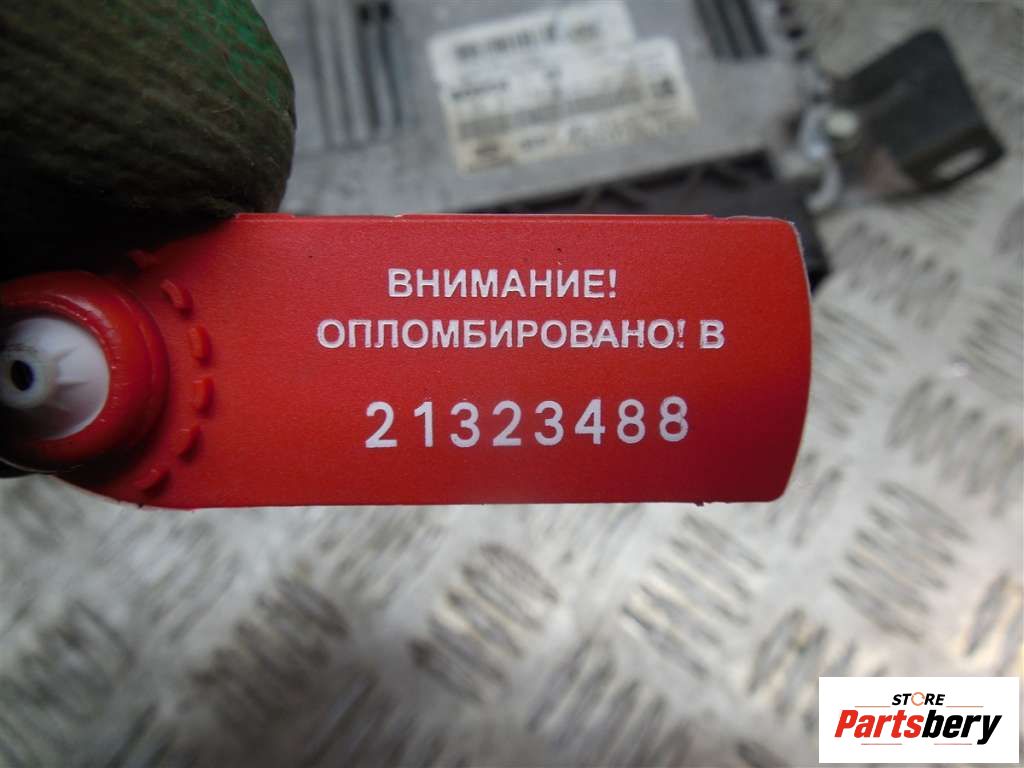 ВНИМАНИЕ!
ОПЛОМБИРОВАНО! В
21323488
STORE
Partsbery